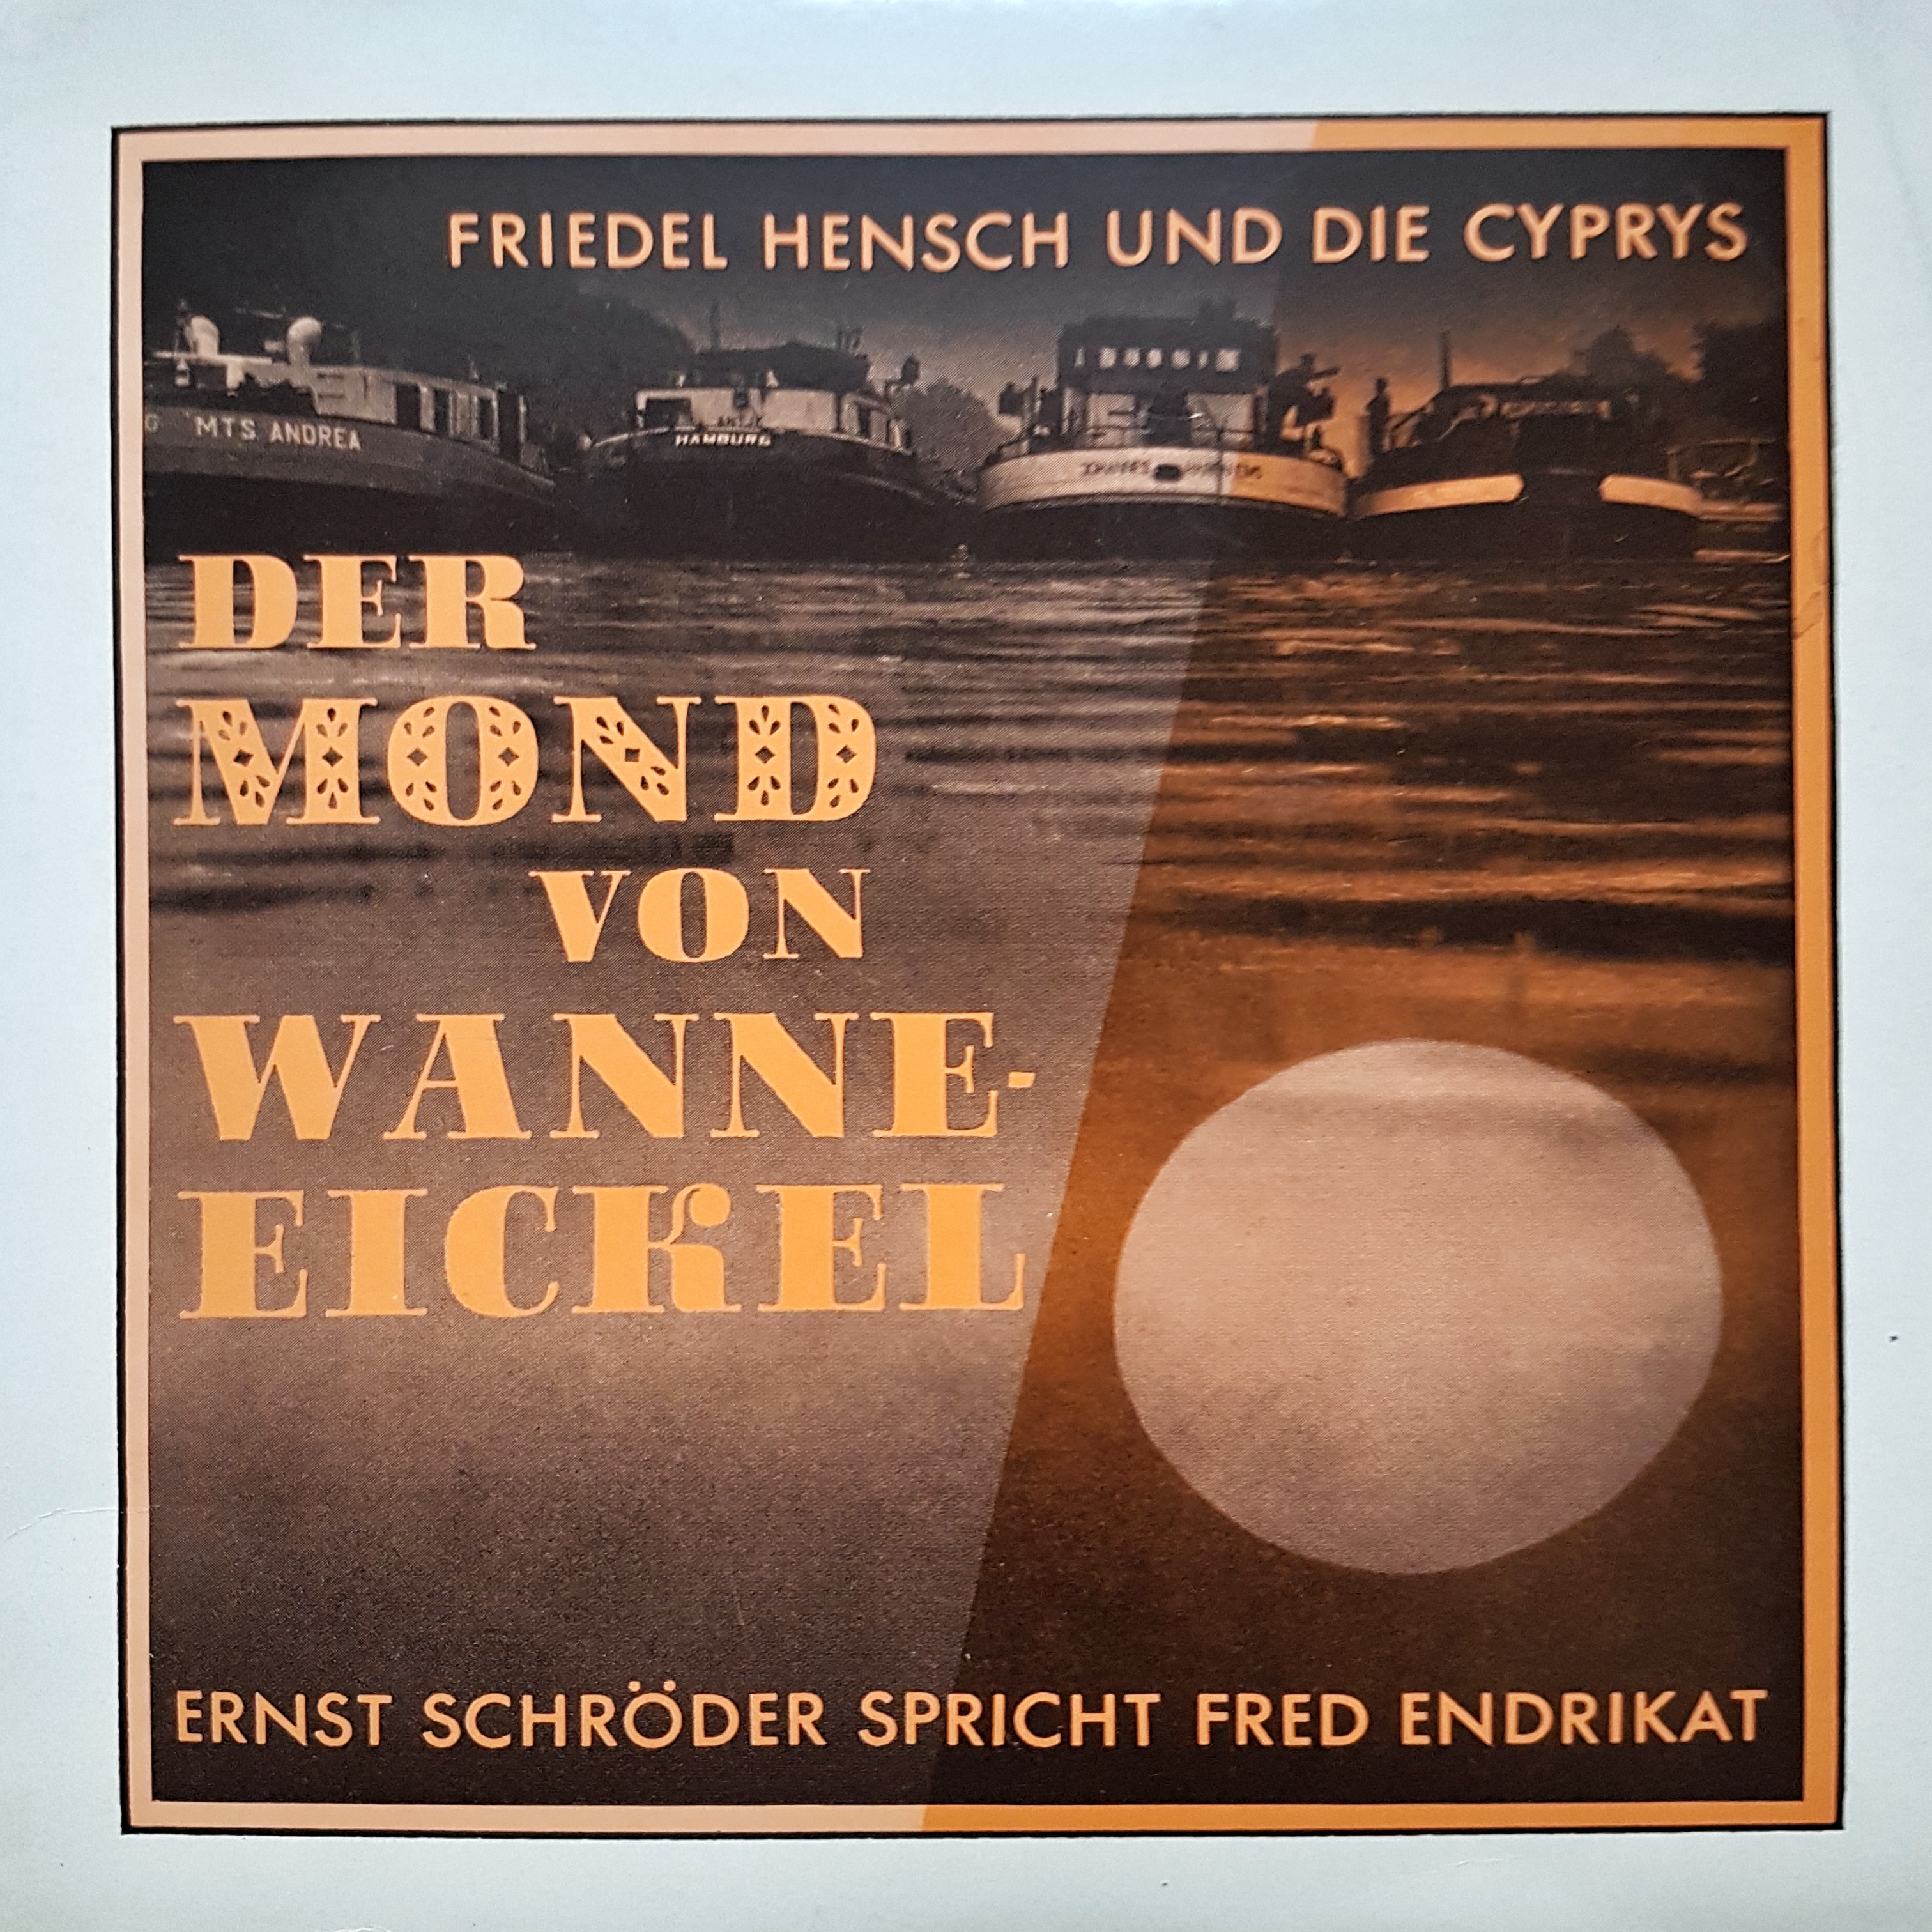 FRIEDEL HENSCH UND DIE CYPRYS
G MTS ANDREA
HAMBURG
DER
MOND
VON
WANNE-
EICKEL
ERNST SCHRÖDER SPRICHT FRED ENDRIKAT